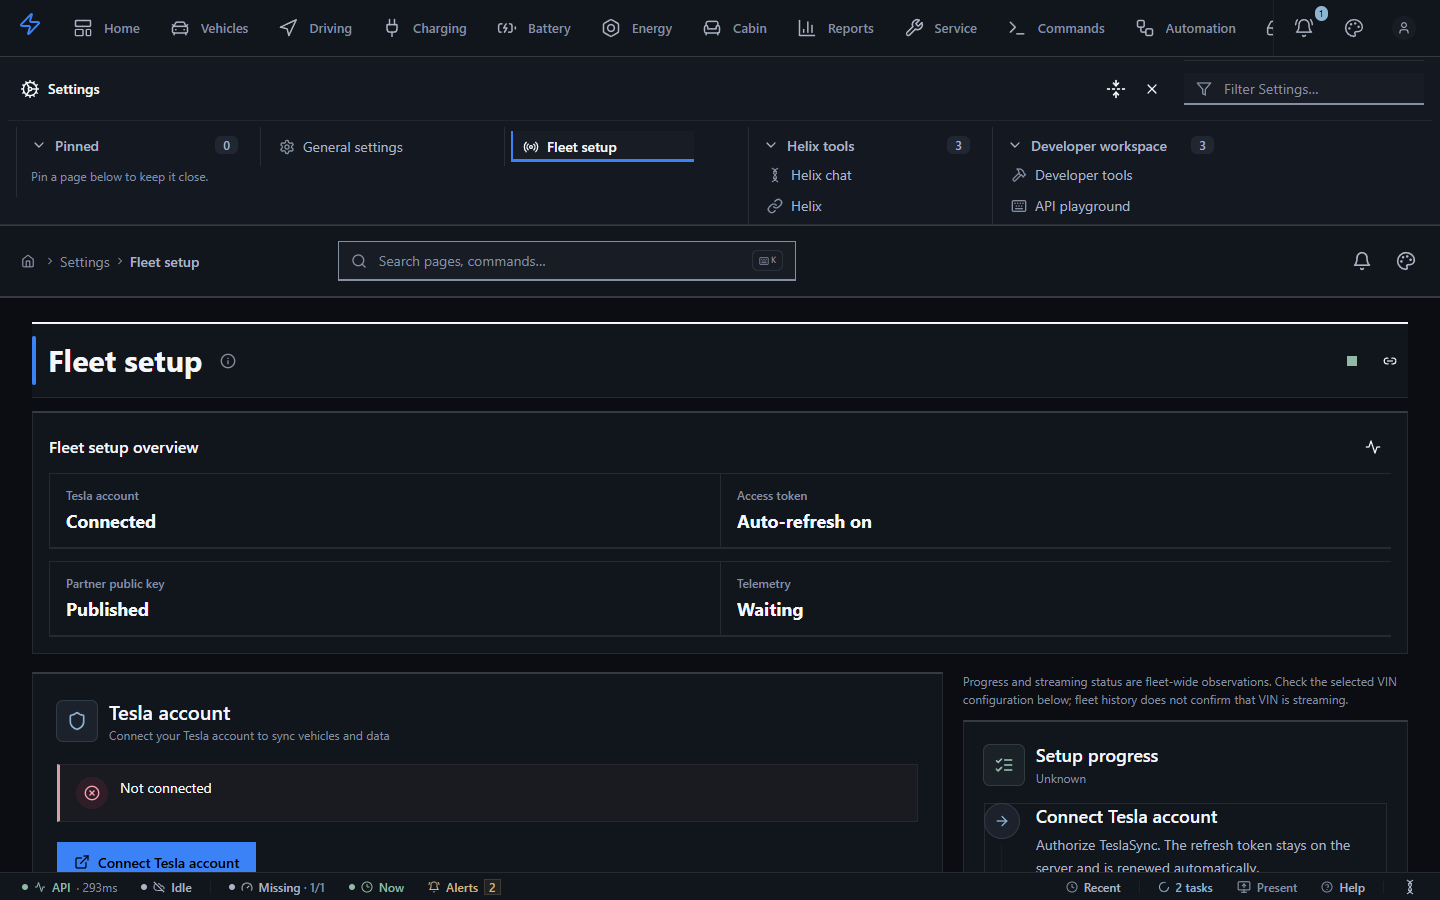 Home Vehicles Driving Charging Battery Energy Cabin Reports Service Commands Automation 1
Settings
Filter Settings...
Pinned 0
Pin a page below to keep it close.
General settings
Fleet setup
Helix tools 3
Helix chat
Helix
Developer workspace 3
Developer tools
API playground
Settings Fleet setup
Search pages, commands... K
Fleet setup
Fleet setup overview
Tesla account
Connected
Access token
Auto-refresh on
Partner public key
Published
Telemetry
Waiting
Tesla account
Connect your Tesla account to sync vehicles and data
Not connected
Connect Tesla account
Progress and streaming status are fleet-wide observations. Check the selected VIN
configuration below; fleet history does not confirm that VIN is streaming.
Setup progress
Unknown
Connect Tesla account
Authorize TeslaSync. The refresh token stays on the
server and is renewed automatically.
API · 293ms Idle Missing · 1/1 Now Alerts 2 Recent 2 tasks Present Help